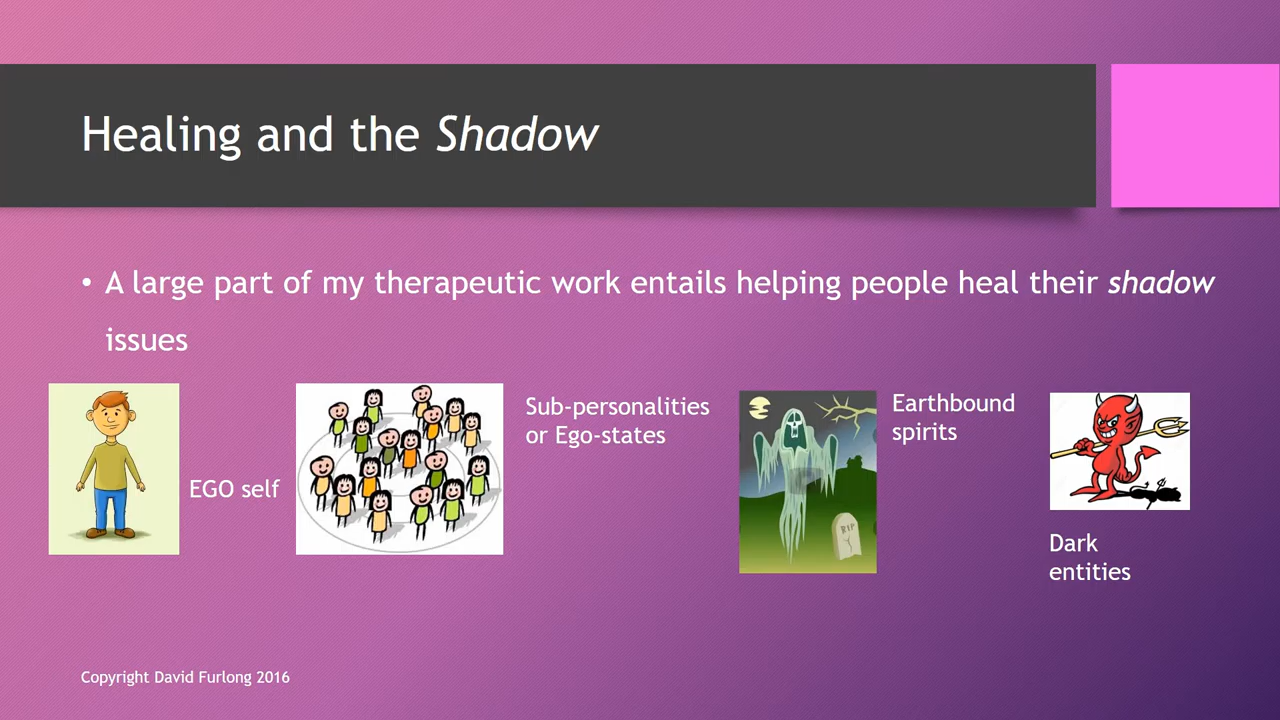 Healing and the Shadow
• A large part of my therapeutic work entails helping people heal their shadow
issues
EGO self
Sub-personalities
or Ego-states
RIP
Earthbound
spirits
Dark
entities
Copyright David Furlong 2016